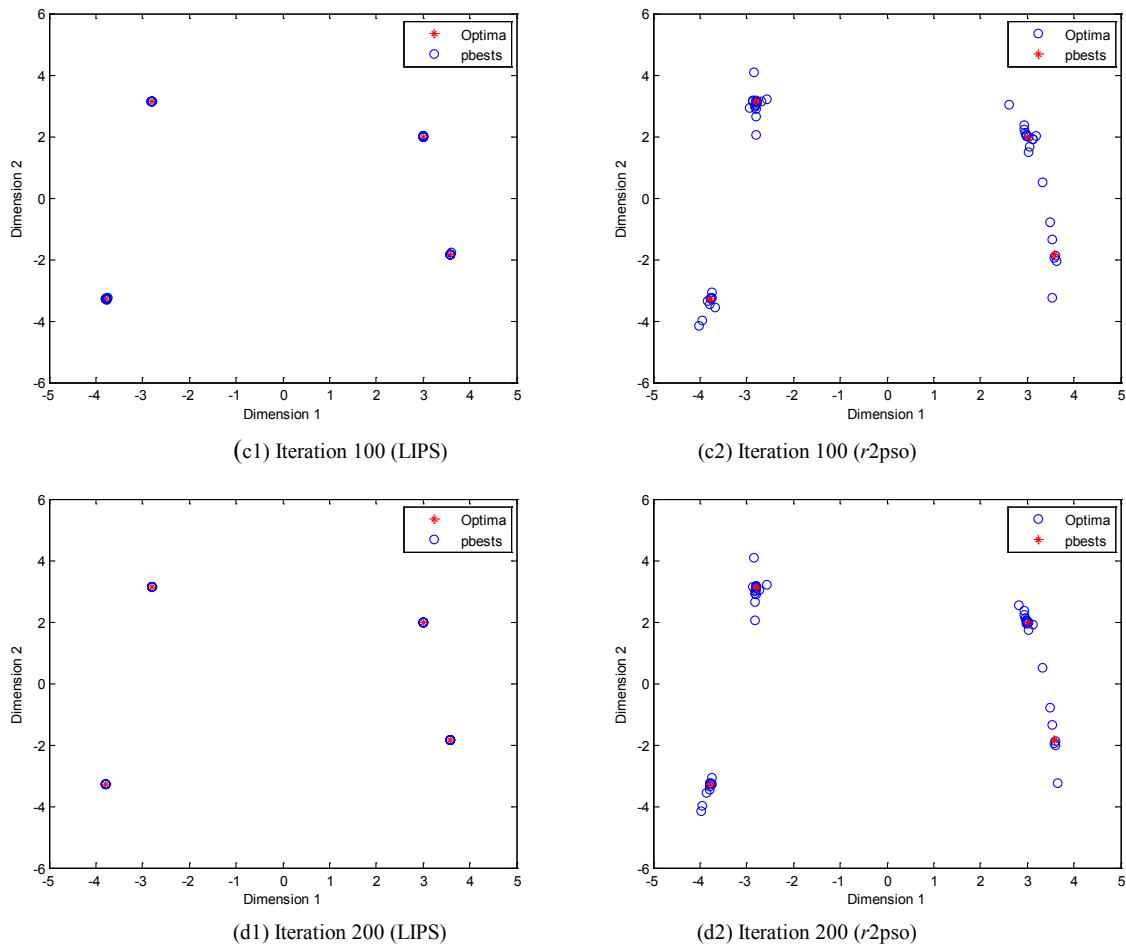 6
4
2
0
-2
-4
-6
Dimension 2
-5 -4 -3 -2 -1 0 1 2 3 4 5
Dimension 1
Optima
pbests
(c1) Iteration 100 (LIPS)
6
4
2
0
-2
-4
-6
Dimension 2
-5 -4 -3 -2 -1 0 1 2 3 4 5
Dimension 1
Optima
pbests
(c2) Iteration 100 (r2pso)
6
4
2
0
-2
-4
-6
Dimension 2
-5 -4 -3 -2 -1 0 1 2 3 4 5
Dimension 1
Optima
pbests
(d1) Iteration 200 (LIPS)
6
4
2
0
-2
-4
-6
Dimension 2
-5 -4 -3 -2 -1 0 1 2 3 4 5
Dimension 1
Optima
pbests
(d2) Iteration 200 (r2pso)